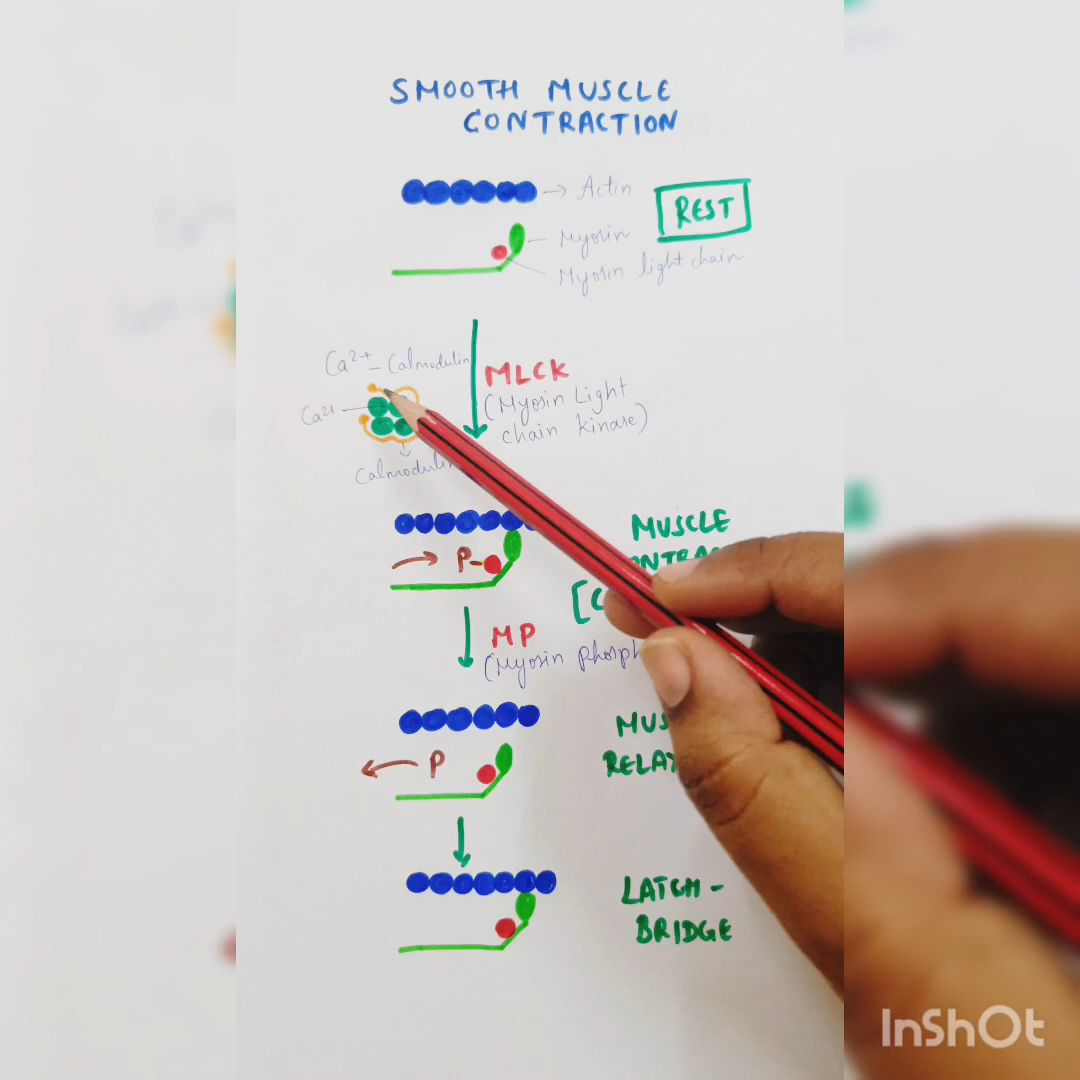 SMOOTH MUSCLE
CONTRACTION
→ Actin
REST
Myosin
Myosin light chain
Ca²⁺ - Calmodulin
MLCK
Ca²⁺
(Myosin Light
chain kinase)
MUSCLE
P
MP
(Myosin
P
LATCH -
BRIDGE
InShOt